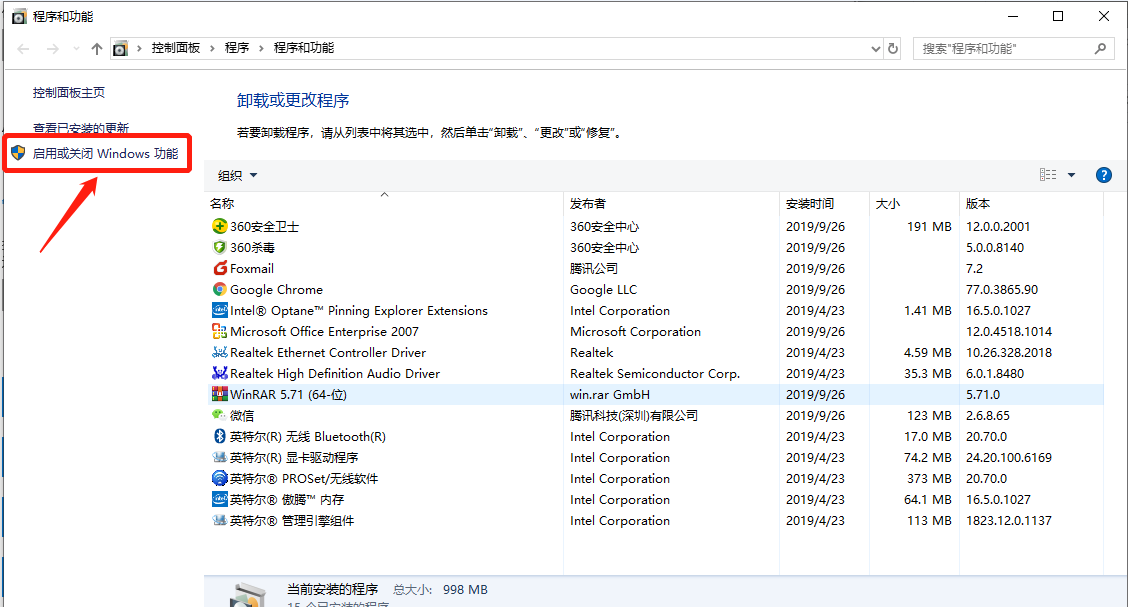 程序和功能
控制面板 › 程序 › 程序和功能
搜索"程序和功能"
控制面板主页
查看已安装的更新
启用或关闭 Windows 功能
卸载或更改程序
若要卸载程序，请从列表中将其选中，然后单击“卸载”、“更改”或“修复”。
组织
名称 发布者 安装时间 大小 版本
360安全卫士 360安全中心 2019/9/26 191 MB 12.0.0.2001
360杀毒 360安全中心 2019/9/26 5.0.0.8140
Foxmail 腾讯公司 2019/9/26 7.2
Google Chrome Google LLC 2019/9/26 77.0.3865.90
Intel® Optane™ Pinning Explorer Extensions Intel Corporation 2019/4/23 1.41 MB 16.5.0.1027
Microsoft Office Enterprise 2007 Microsoft Corporation 2019/9/26 12.0.4518.1014
Realtek Ethernet Controller Driver Realtek 2019/4/23 4.59 MB 10.26.328.2018
Realtek High Definition Audio Driver Realtek Semiconductor Corp. 2019/4/23 35.3 MB 6.0.1.8480
WinRAR 5.71 (64-位) win.rar GmbH 2019/9/26 5.71.0
微信 腾讯科技(深圳)有限公司 2019/9/26 123 MB 2.6.8.65
英特尔(R) 无线 Bluetooth(R) Intel Corporation 2019/4/23 17.0 MB 20.70.0
英特尔(R) 显卡驱动程序 Intel Corporation 2019/4/23 74.2 MB 24.20.100.6169
英特尔® PROSet/无线软件 Intel Corporation 2019/4/23 373 MB 20.70.0
英特尔® 傲腾™ 内存 Intel Corporation 2019/4/23 64.1 MB 16.5.0.1027
英特尔® 管理引擎组件 Intel Corporation 2019/4/23 113 MB 1823.12.0.1137
当前安装的程序 总大小: 998 MB
15 个已安装的程序